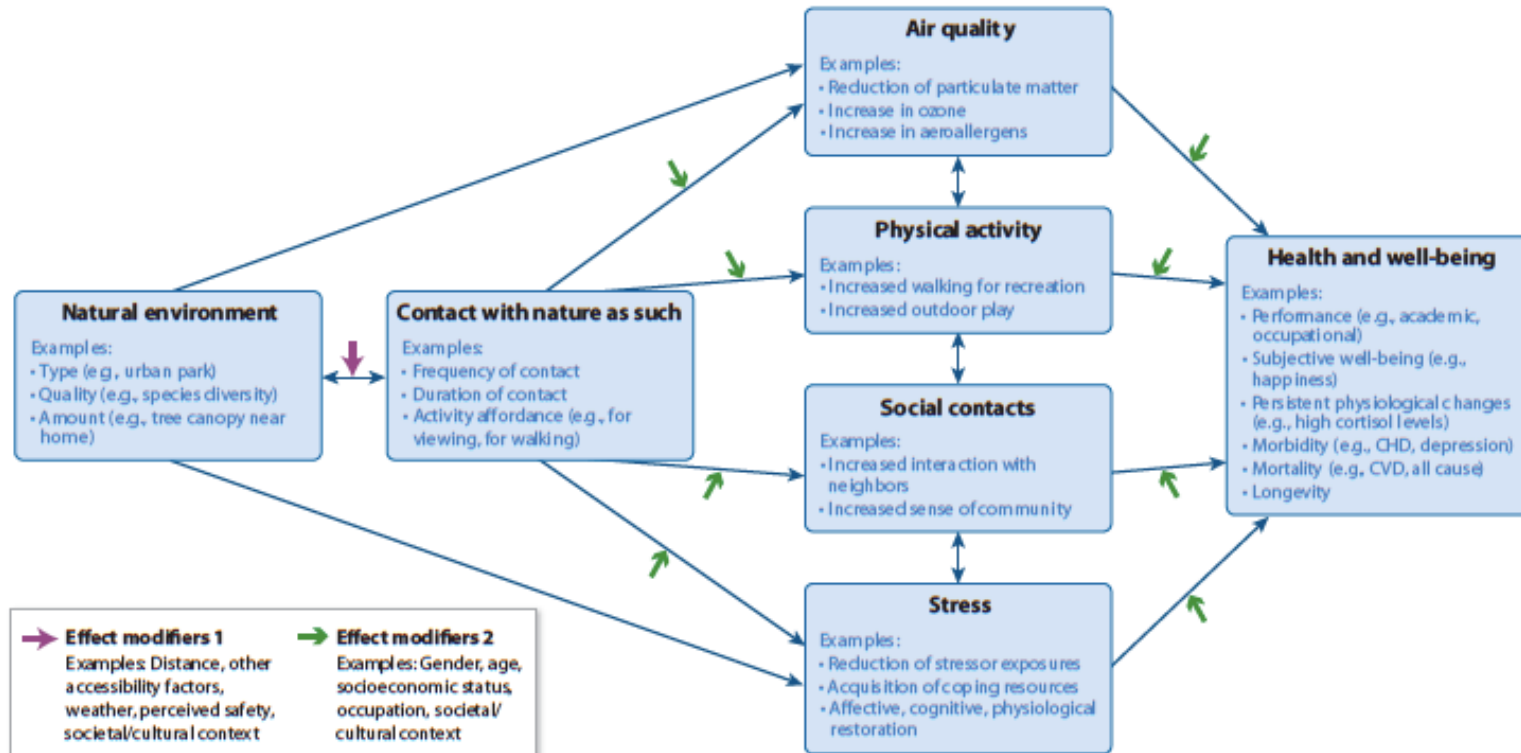 Air quality
Examples:
• Reduction of particulate matter
• Increase in ozone
• Increase in aeroallergens
Physical activity
Examples:
• Increased walking for recreation
• Increased outdoor play
Health and well-being
Examples:
• Performance (e.g., academic,
occupational)
• Subjective well-being (e.g.,
happiness)
• Persistent physiological changes
(e.g., high cortisol levels)
• Morbidity (e.g., CHD, depression)
• Mortality (e.g., CVD, all cause)
• Longevity
Natural environment
Examples:
• Type (e.g., urban park)
• Quality (e.g., species diversity)
• Amount (e.g., tree canopy near
home)
Contact with nature as such
Examples:
• Frequency of contact
• Duration of contact
• Activity affordance (e.g., for
viewing, for walking)
Social contacts
Examples:
• Increased interaction with
neighbors
• Increased sense of community
Stress
Examples:
• Reduction of stressor exposures
• Acquisition of coping resources
• Affective, cognitive, physiological
restoration
Effect modifiers 1
Examples: Distance, other
accessibility factors,
weather, perceived safety,
societal/cultural context
Effect modifiers 2
Examples: Gender, age,
socioeconomic status,
occupation, societal/
cultural context